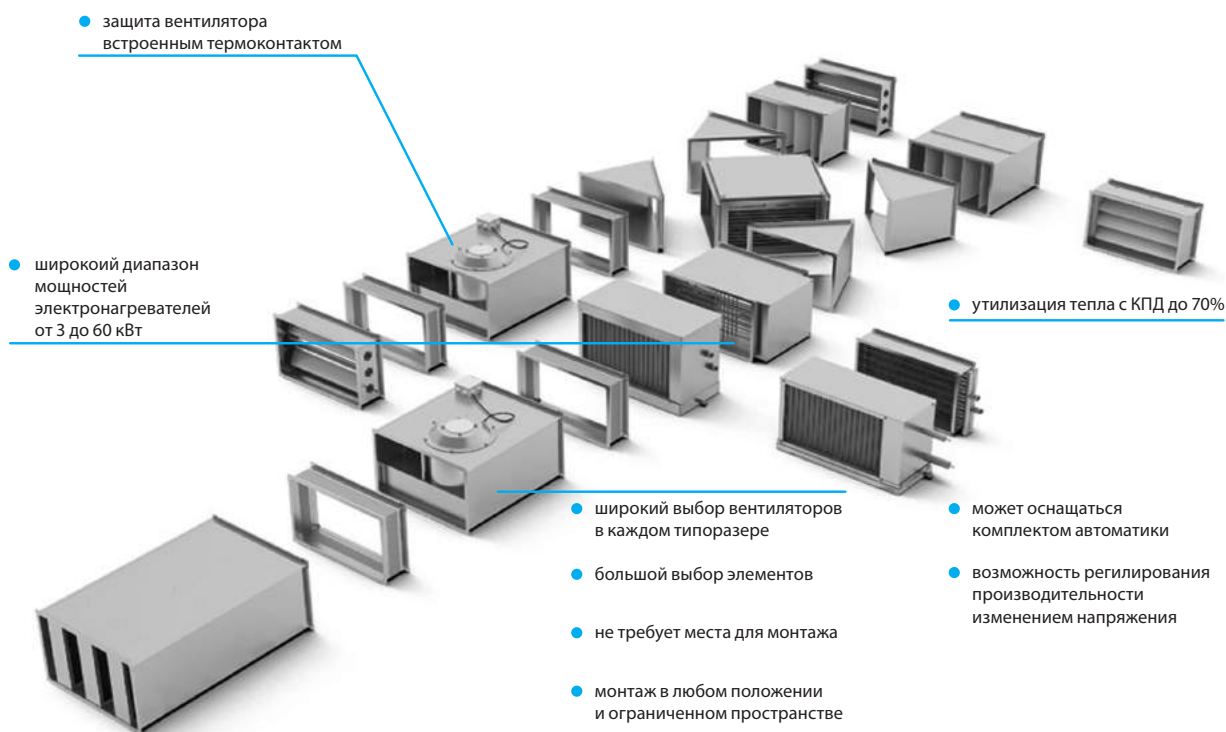 защита вентилятора
встроенным термоконтактом
широкоий диапазон
мощностей
электронагревателей
от 3 до 60 кВт
утилизация тепла с КПД до 70%
широкий выбор вентиляторов
в каждом типоразере
большой выбор элементов
не требует места для монтажа
монтаж в любом положении
и ограниченном пространстве
может оснащаться
комплектом автоматики
возможность регилирования
производительности
изменением напряжения